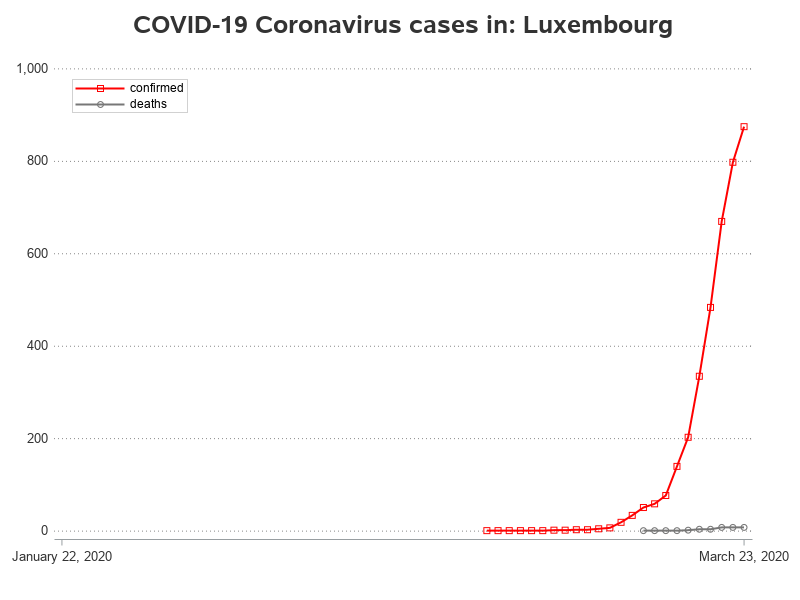 COVID-19 Coronavirus cases in: Luxembourg
1,000
confirmed
deaths
800
600
400
200
0
January 22, 2020
March 23, 2020